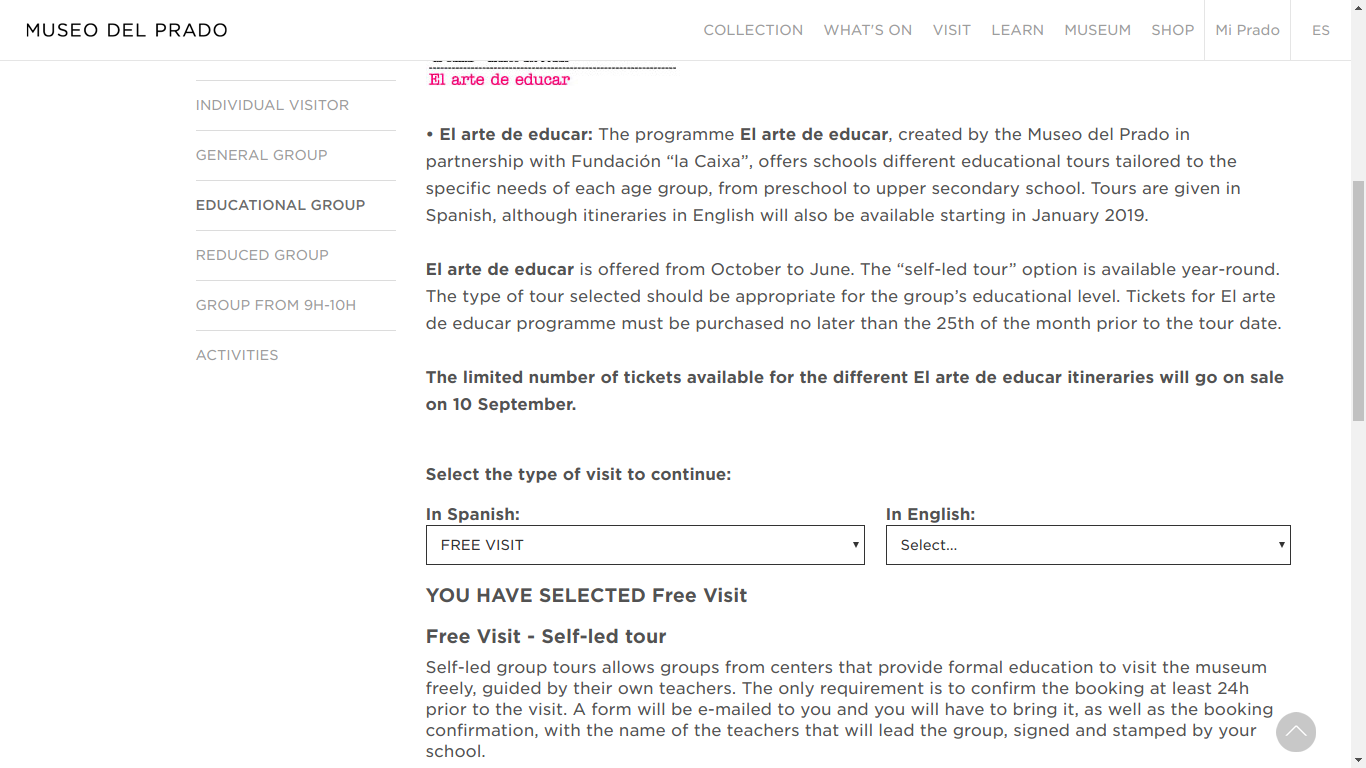 MUSEO DEL PRADO
COLLECTION WHAT'S ON VISIT LEARN MUSEUM SHOP Mi Prado ES
INDIVIDUAL VISITOR
GENERAL GROUP
EDUCATIONAL GROUP
REDUCED GROUP
GROUP FROM 9H-10H
ACTIVITIES
El arte de educar
• El arte de educar: The programme El arte de educar, created by the Museo del Prado in
partnership with Fundación “la Caixa”, offers schools different educational tours tailored to the
specific needs of each age group, from preschool to upper secondary school. Tours are given in
Spanish, although itineraries in English will also be available starting in January 2019.
El arte de educar is offered from October to June. The “self-led tour” option is available year-round.
The type of tour selected should be appropriate for the group’s educational level. Tickets for El arte
de educar programme must be purchased no later than the 25th of the month prior to the tour date.
The limited number of tickets available for the different El arte de educar itineraries will go on sale
on 10 September.
Select the type of visit to continue:
In Spanish:
FREE VISIT
In English:
Select...
YOU HAVE SELECTED Free Visit
Free Visit - Self-led tour
Self-led group tours allows groups from centers that provide formal education to visit the museum
freely, guided by their own teachers. The only requirement is to confirm the booking at least 24h
prior to the visit. A form will be e-mailed to you and you will have to bring it, as well as the booking
confirmation, with the name of the teachers that will lead the group, signed and stamped by your
school.